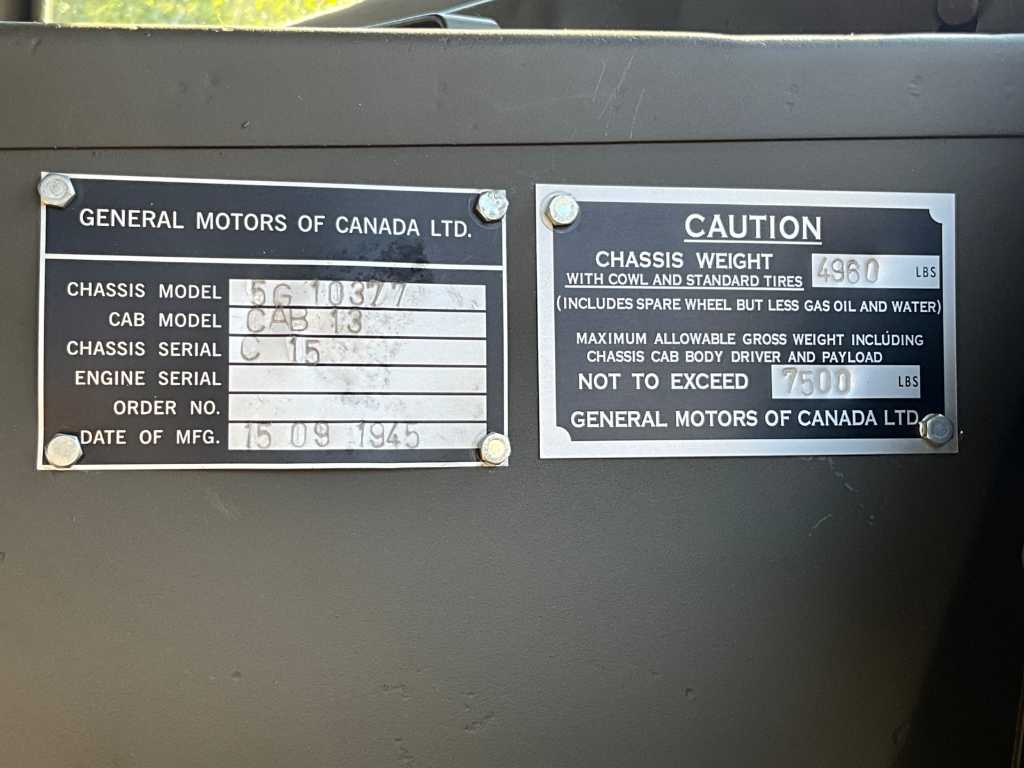 GENERAL MOTORS OF CANADA LTD.
CHASSIS MODEL 5G 10377
CAB MODEL CAB 13
CHASSIS SERIAL C 15
ENGINE SERIAL
ORDER NO.
DATE OF MFG. 15 09 1945
CAUTION
CHASSIS WEIGHT 4960 LBS
WITH COWL AND STANDARD TIRES
(INCLUDES SPARE WHEEL BUT LESS GAS OIL AND WATER)
MAXIMUM ALLOWABLE GROSS WEIGHT INCLUDING
CHASSIS CAB BODY DRIVER AND PAYLOAD
NOT TO EXCEED 7500 LBS
GENERAL MOTORS OF CANADA LTD